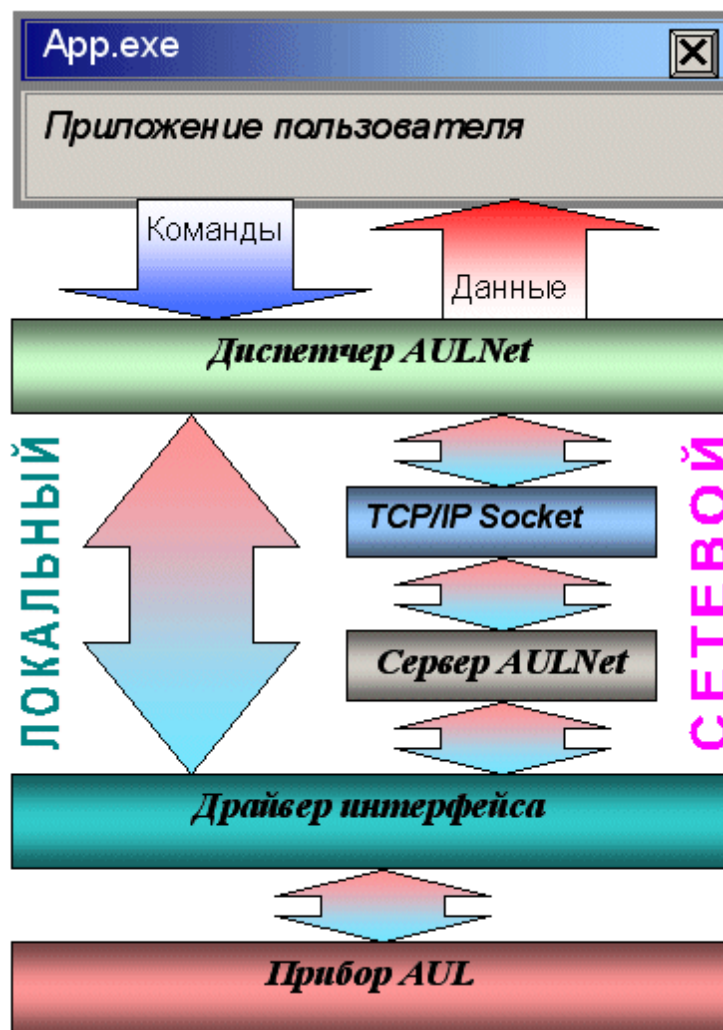 App.exe
Приложение пользователя
Команды
Данные
Диспетчер AULNet
ЛОКАЛЬНЫЙ
СЕТЕВОЙ
TCP/IP Socket
Сервер AULNet
Драйвер интерфейса
Прибор AUL